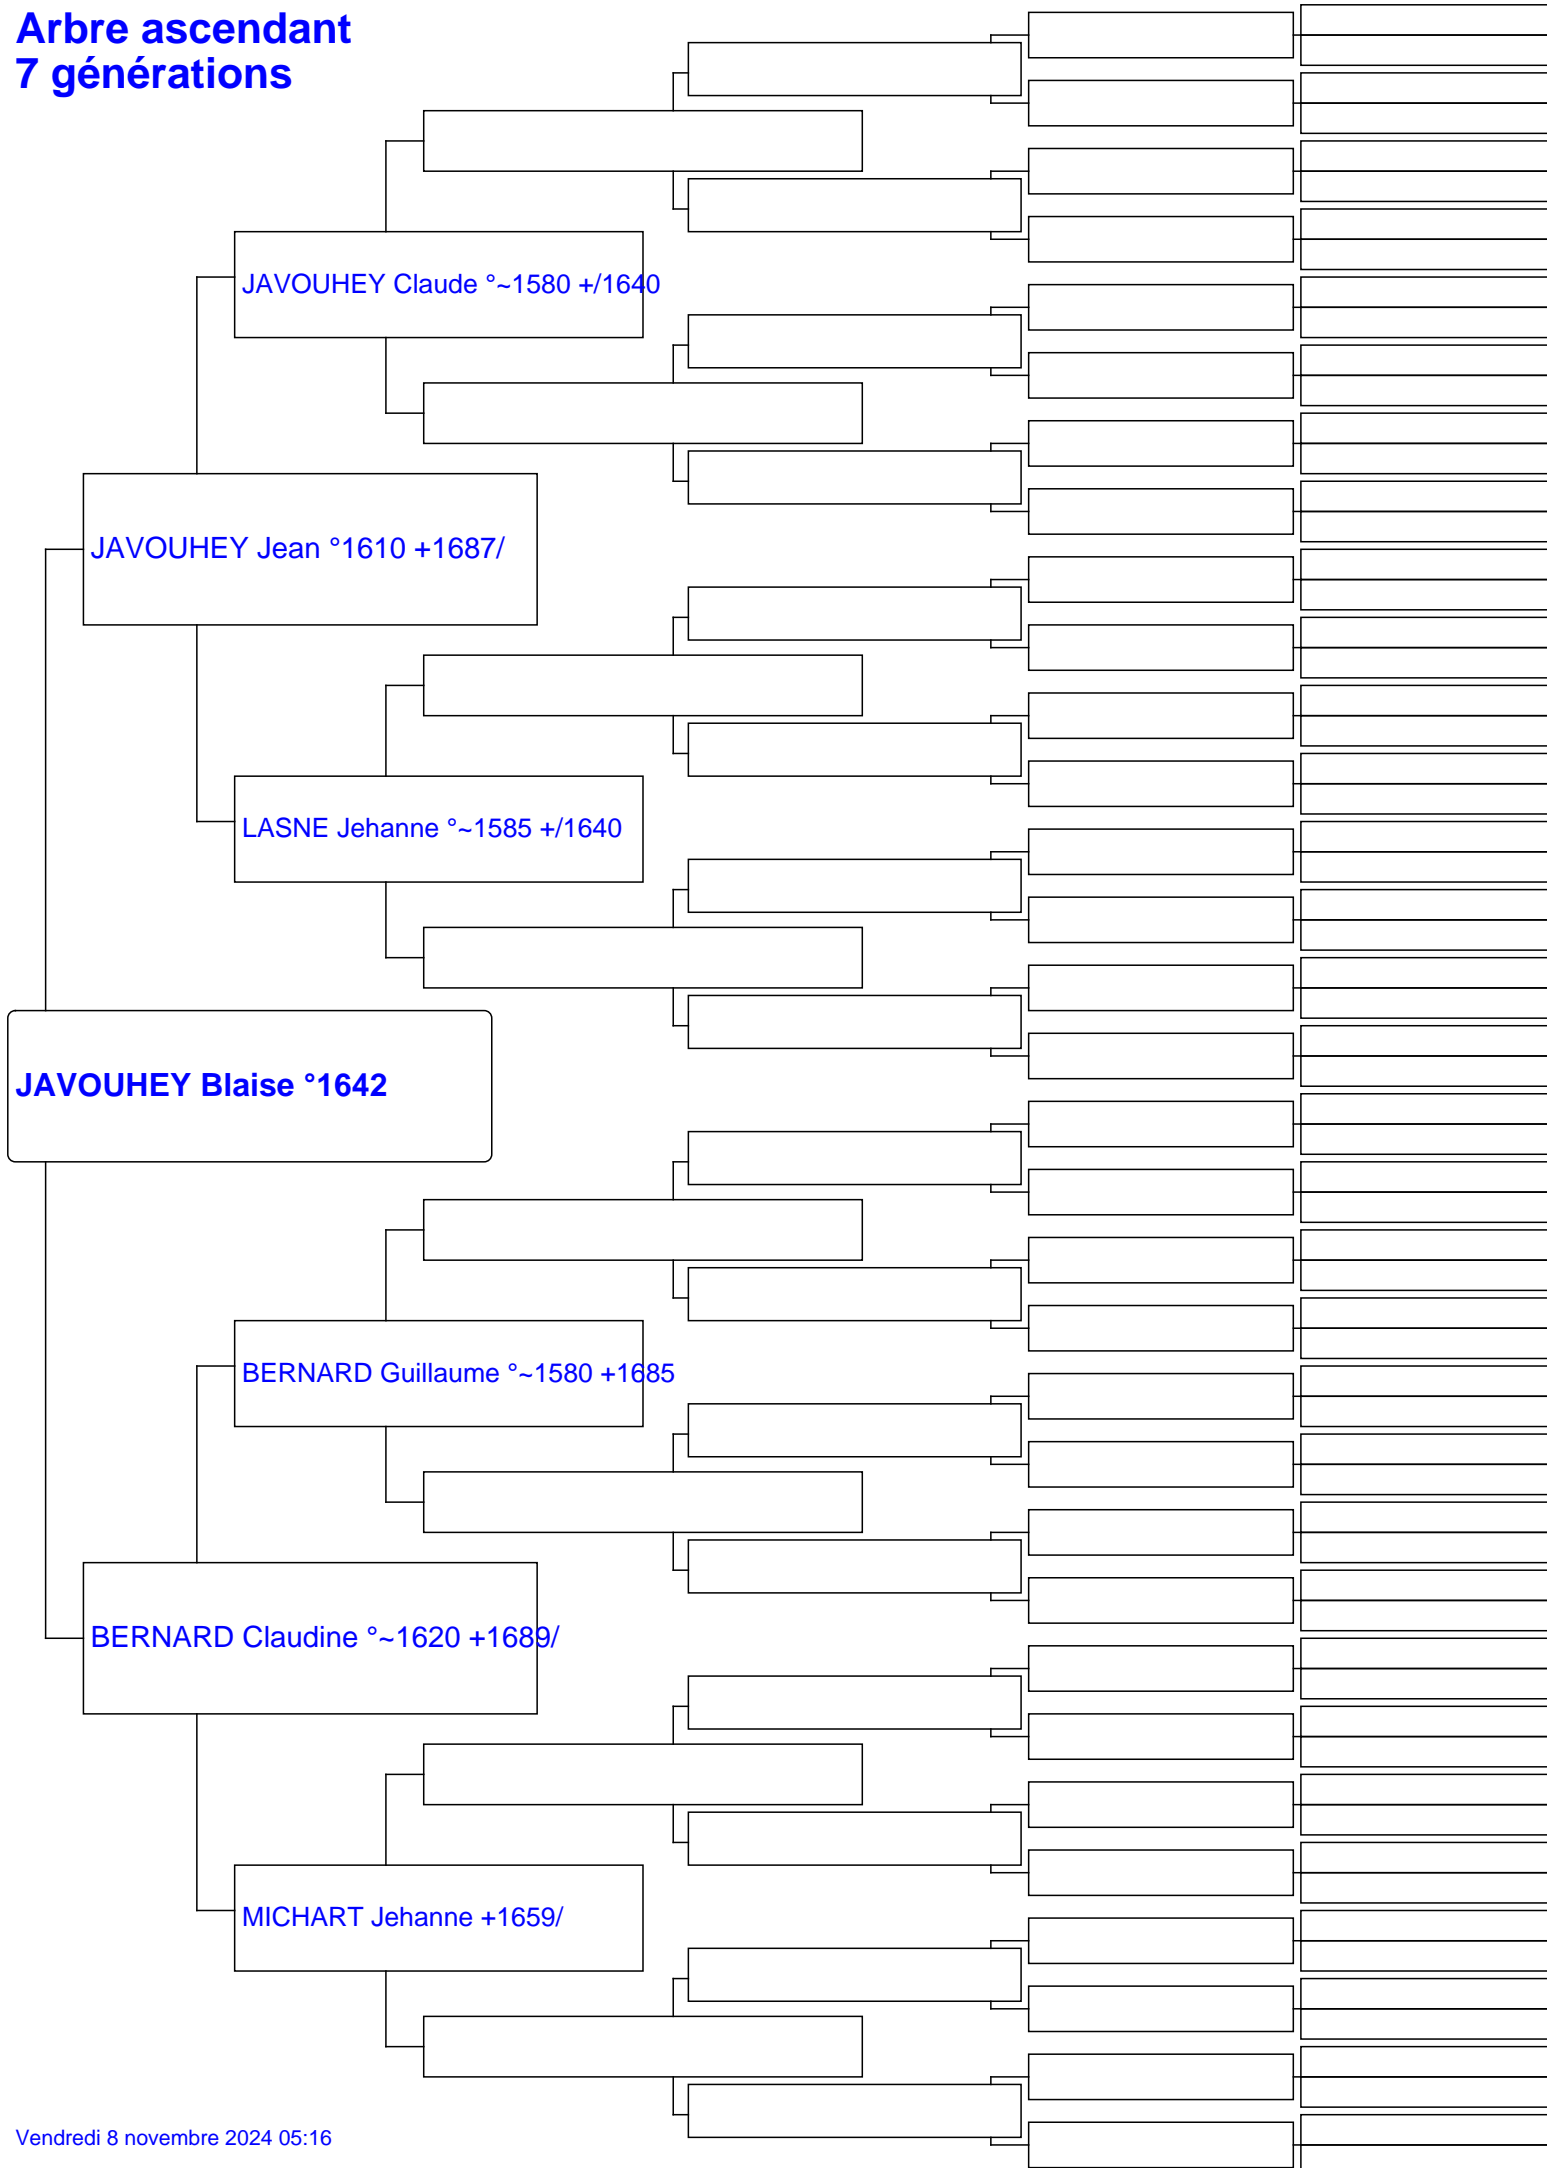 Arbre ascendant
7 générations
JAVOUHEY Claude °~1580 +/1640
JAVOUHEY Jean °1610 +1687/
LASNE Jehanne °~1585 +/1640
JAVOUHEY Blaise °1642
BERNARD Guillaume °~1580 +1685
BERNARD Claudine °~1620 +1689/
MICHART Jehanne +1659/
Vendredi 8 novembre 2024 05:16